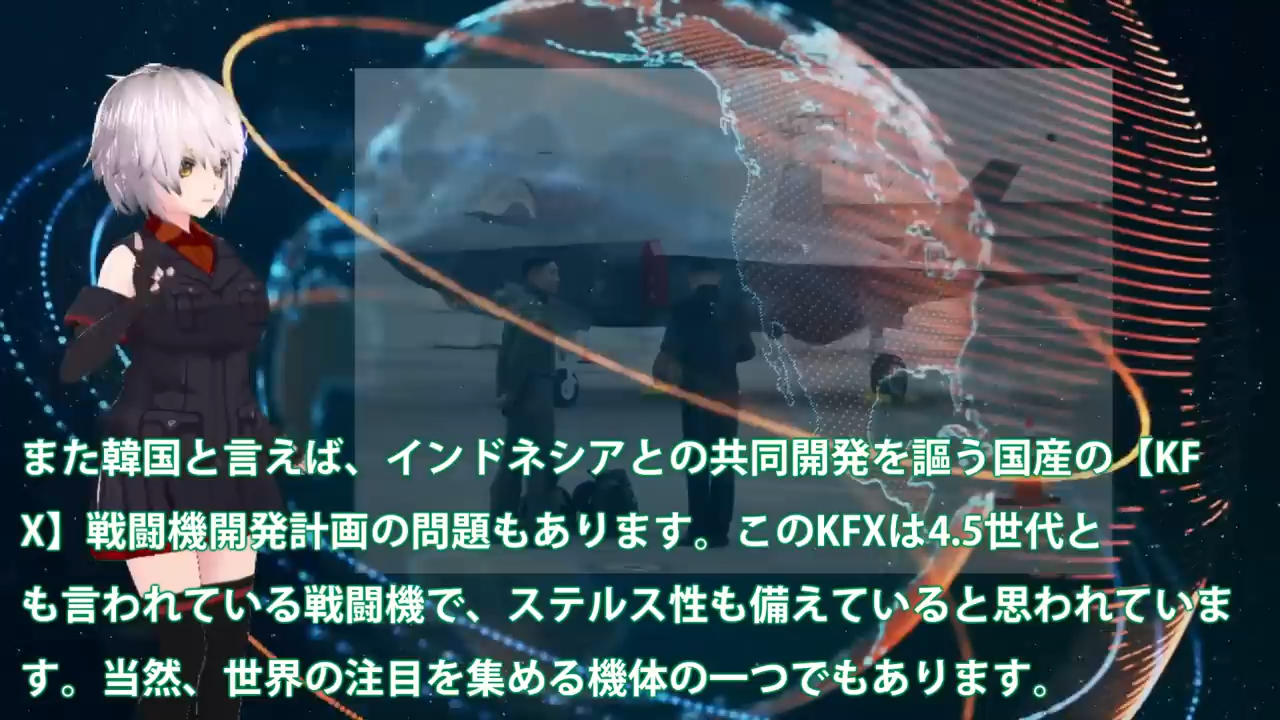 また韓国と言えば、インドネシアとの共同開発を謳う国産の【KF
X】戦闘機開発計画の問題もあります。このKFXは4.5世代と
も言われている戦闘機で、ステルス性も備えていると思われていま
す。当然、世界の注目を集める機体の一つでもあります。